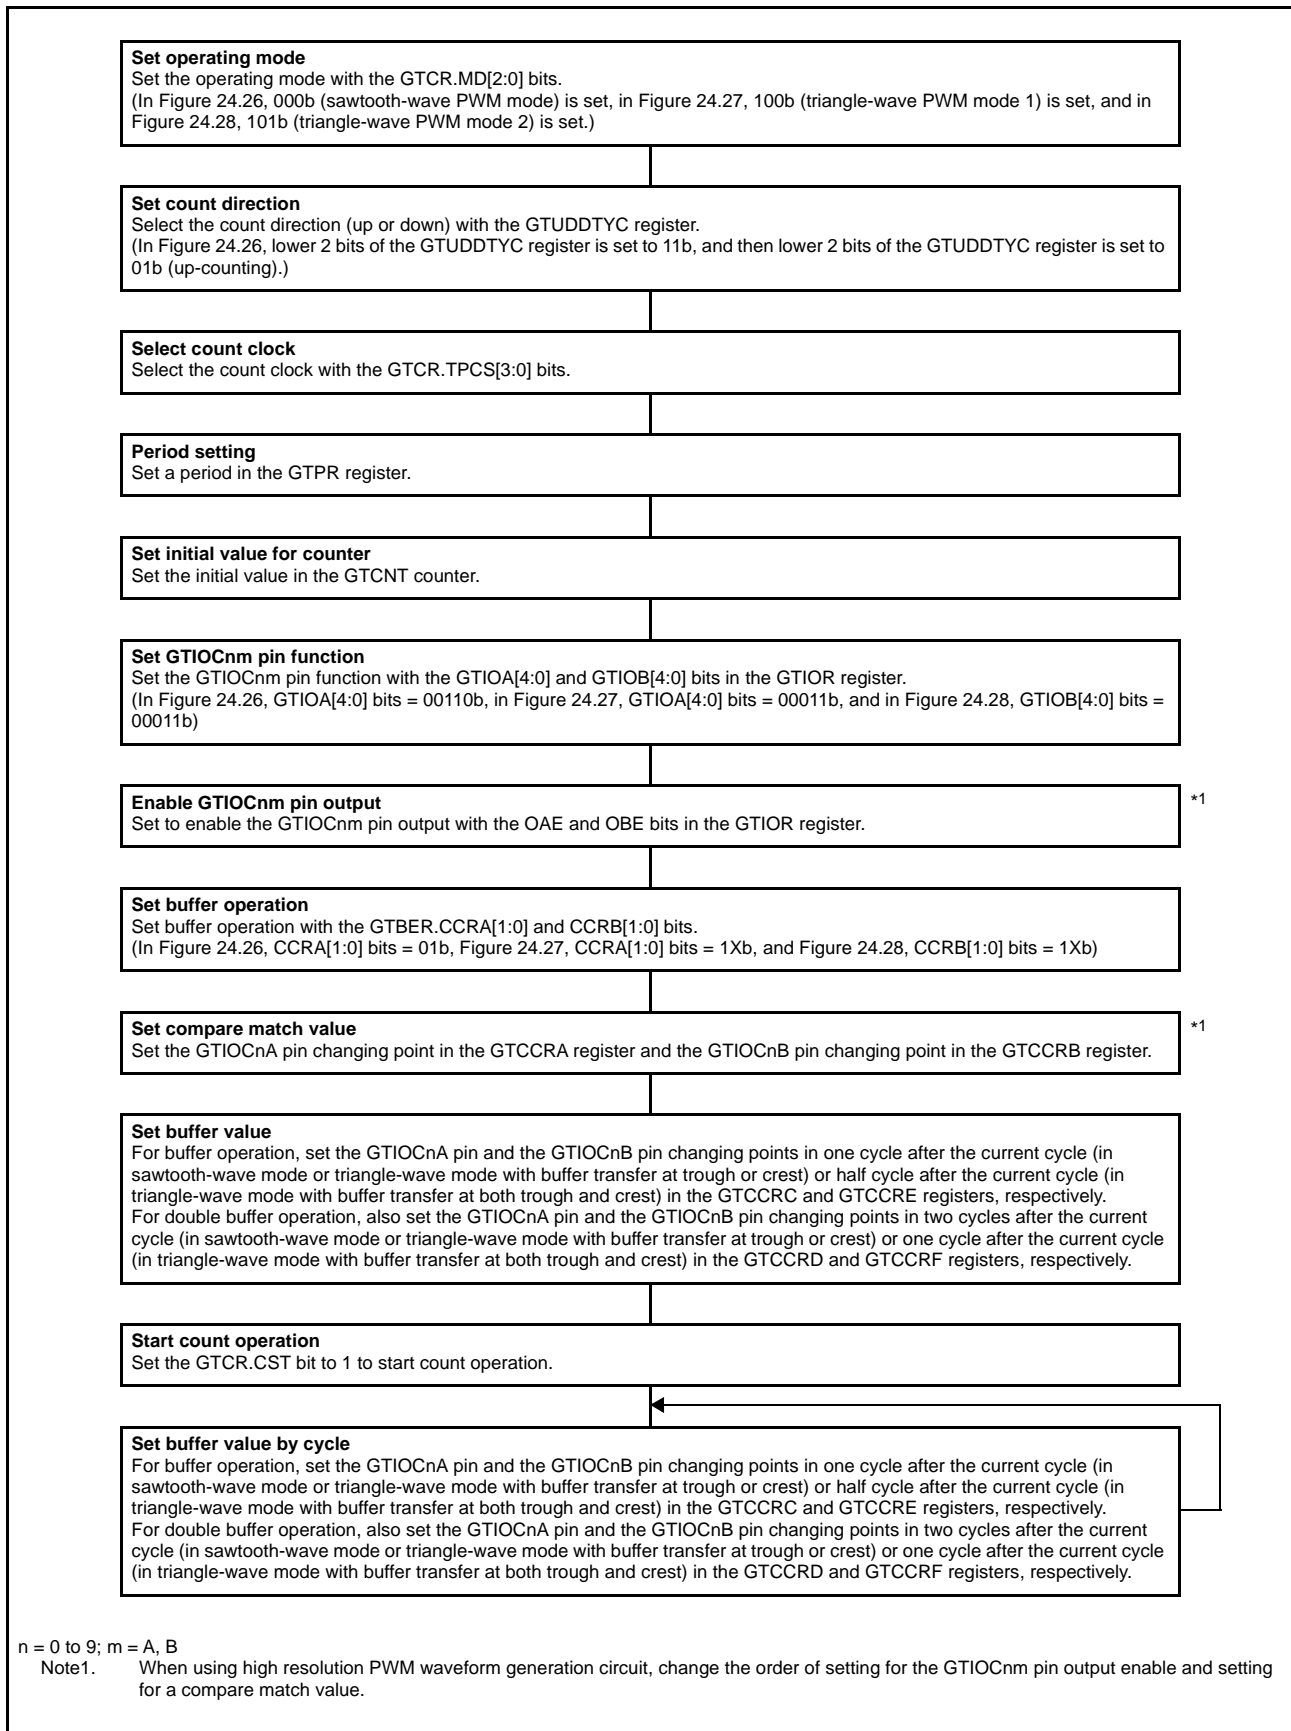 Set operating mode
Set the operating mode with the GTCR.MD[2:0] bits.
(In Figure 24.26, 000b (sawtooth-wave PWM mode) is set, in Figure 24.27, 100b (triangle-wave PWM mode 1) is set, and in
Figure 24.28, 101b (triangle-wave PWM mode 2) is set.)
Set count direction
Select the count direction (up or down) with the GTUDDTYC register.
(In Figure 24.26, lower 2 bits of the GTUDDTYC register is set to 11b, and then lower 2 bits of the GTUDDTYC register is set to
01b (up-counting).)
Select count clock
Select the count clock with the GTCR.TPCS[3:0] bits.
Period setting
Set a period in the GTPR register.
Set initial value for counter
Set the initial value in the GTCNT counter.
Set GTIOCnm pin function
Set the GTIOCnm pin function with the GTIOA[4:0] and GTIOB[4:0] bits in the GTIOR register.
(In Figure 24.26, GTIOA[4:0] bits = 00110b, in Figure 24.27, GTIOA[4:0] bits = 00011b, and in Figure 24.28, GTIOB[4:0] bits =
00011b)
Enable GTIOCnm pin output
*1
Set to enable the GTIOCnm pin output with the OAE and OBE bits in the GTIOR register.
Set buffer operation
Set buffer operation with the GTBER.CCRA[1:0] and CCRB[1:0] bits.
(In Figure 24.26, CCRA[1:0] bits = 01b, Figure 24.27, CCRA[1:0] bits = 1Xb, and Figure 24.28, CCRB[1:0] bits = 1Xb)
Set compare match value
*1
Set the GTIOCnA pin changing point in the GTCCRA register and the GTIOCnB pin changing point in the GTCCRB register.
Set buffer value
For buffer operation, set the GTIOCnA pin and the GTIOCnB pin changing points in one cycle after the current cycle (in
sawtooth-wave mode or triangle-wave mode with buffer transfer at trough or crest) or half cycle after the current cycle (in
triangle-wave mode with buffer transfer at both trough and crest) in the GTCCRC and GTCCRE registers, respectively.
For double buffer operation, also set the GTIOCnA pin and the GTIOCnB pin changing points in two cycles after the current
cycle (in sawtooth-wave mode or triangle-wave mode with buffer transfer at trough or crest) or one cycle after the current cycle
(in triangle-wave mode with buffer transfer at both trough and crest) in the GTCCRD and GTCCRF registers, respectively.
Start count operation
Set the GTCR.CST bit to 1 to start count operation.
Set buffer value by cycle
For buffer operation, set the GTIOCnA pin and the GTIOCnB pin changing points in one cycle after the current cycle (in
sawtooth-wave mode or triangle-wave mode with buffer transfer at trough or crest) or half cycle after the current cycle (in
triangle-wave mode with buffer transfer at both trough and crest) in the GTCCRC and GTCCRE registers, respectively.
For double buffer operation, also set the GTIOCnA pin and the GTIOCnB pin changing points in two cycles after the current
cycle (in sawtooth-wave mode or triangle-wave mode with buffer transfer at trough or crest) or one cycle after the current cycle
(in triangle-wave mode with buffer transfer at both trough and crest) in the GTCCRD and GTCCRF registers, respectively.
n = 0 to 9; m = A, B
Note1. When using high resolution PWM waveform generation circuit, change the order of setting for the GTIOCnm pin output enable and setting
for a compare match value.